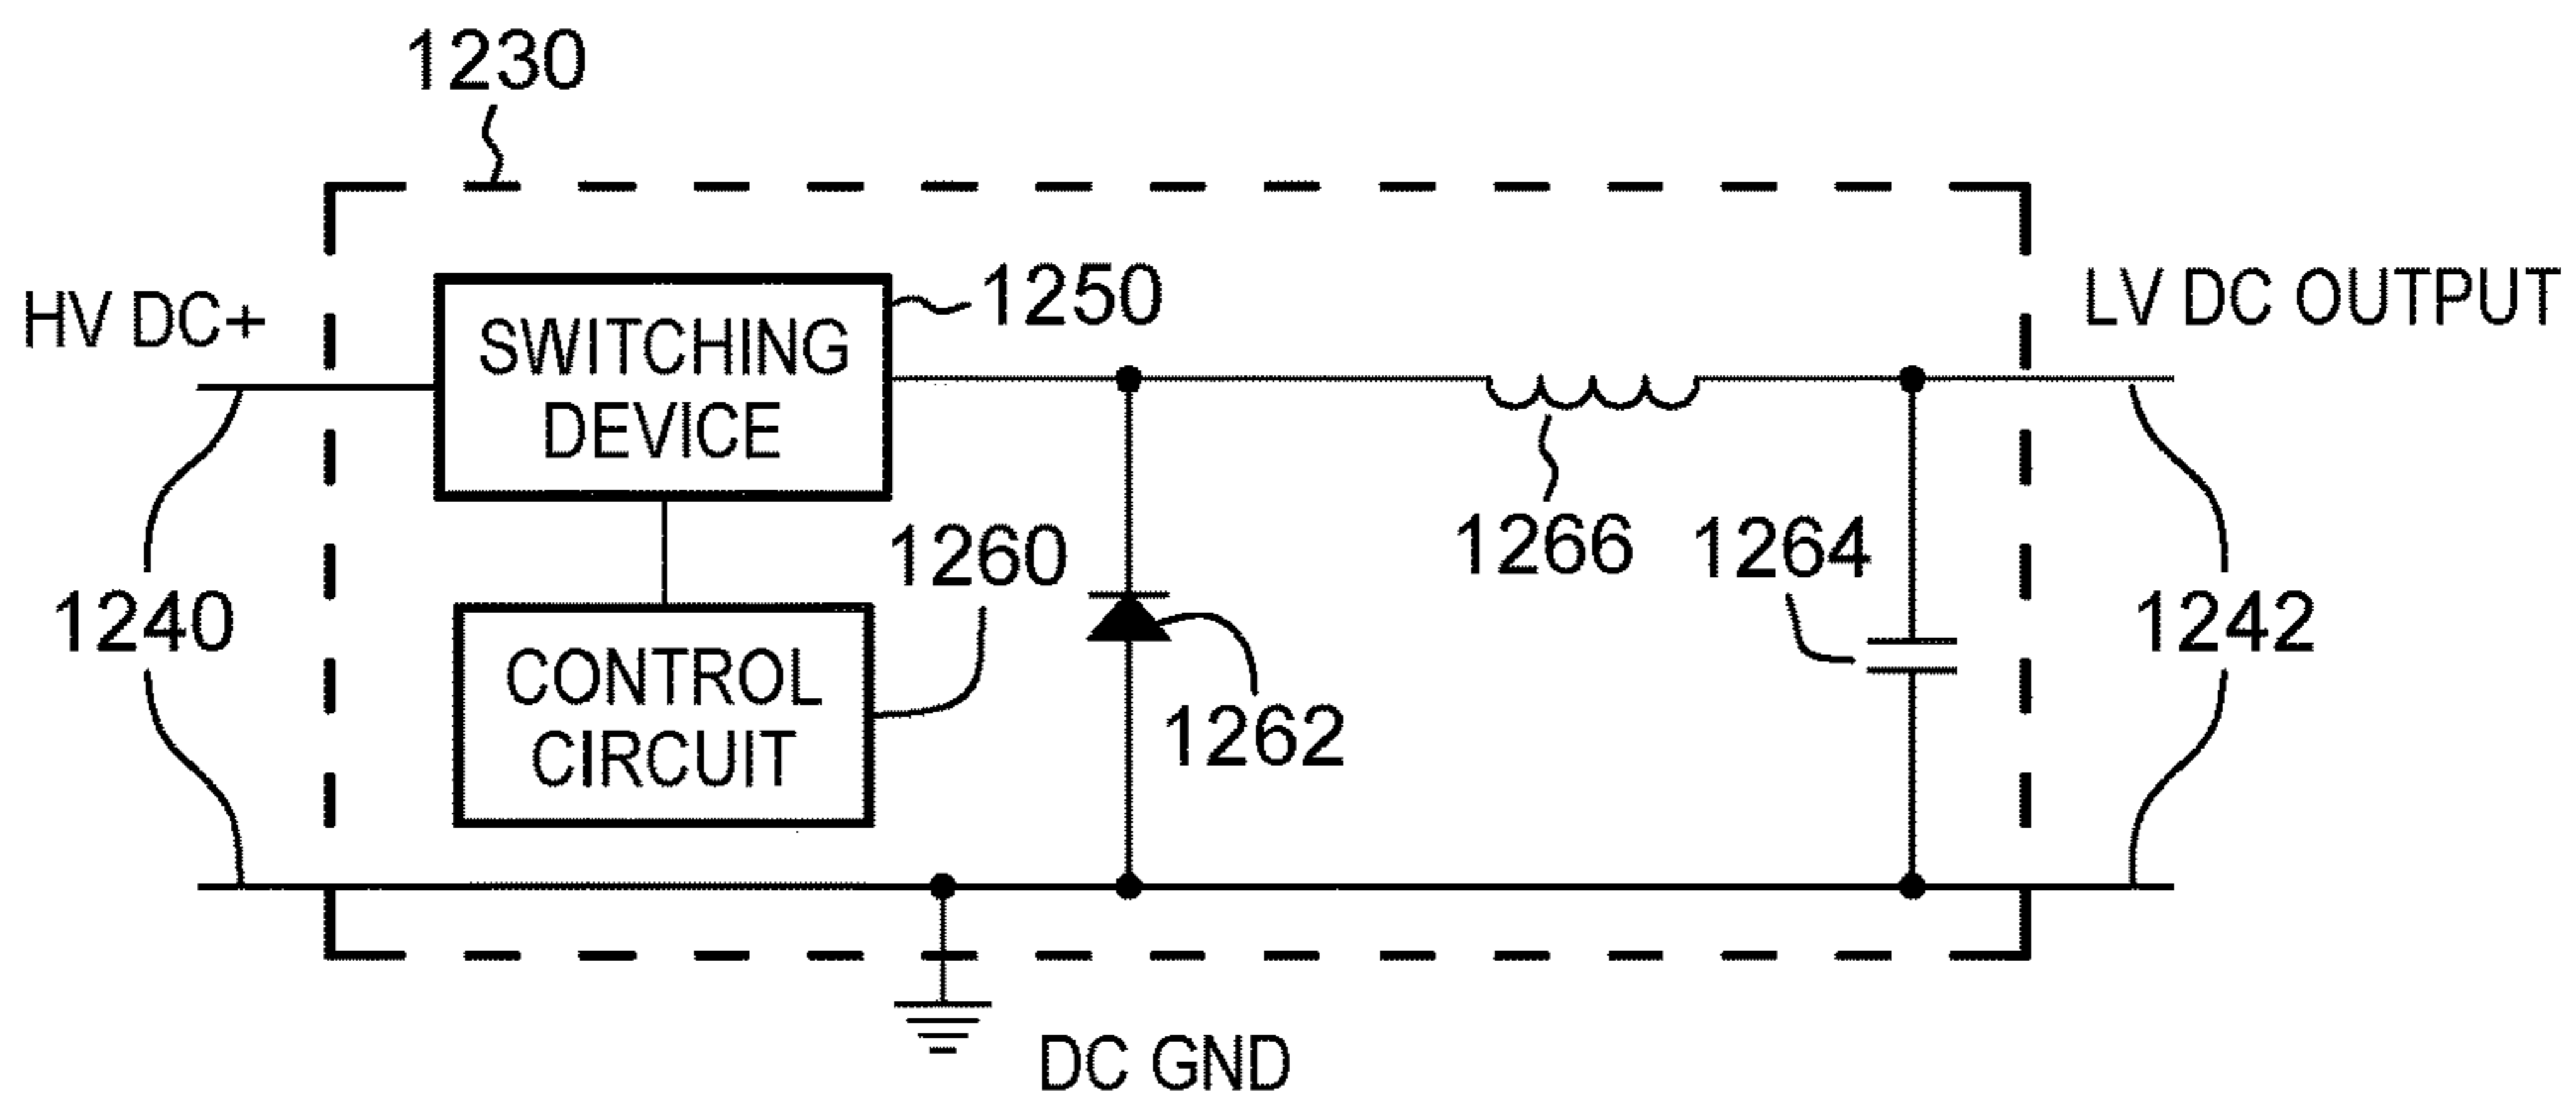 1230
HV DC+
SWITCHING
DEVICE
1250
LV DC OUTPUT
1240
CONTROL
CIRCUIT
1260
1262
1266
1264
1242
DC GND